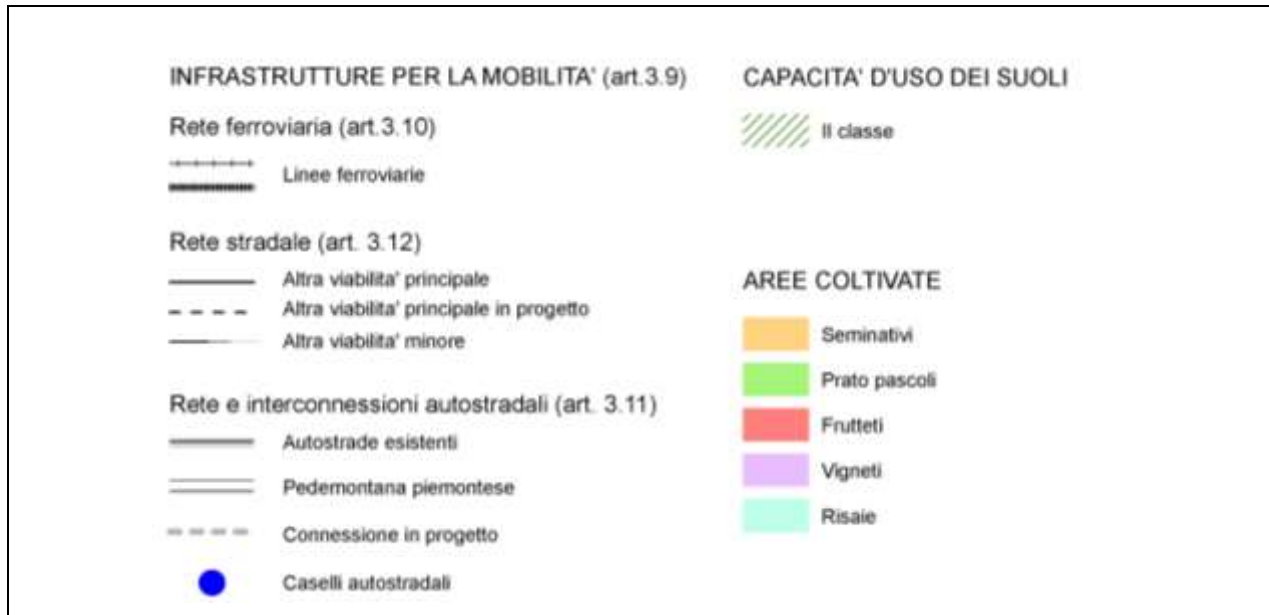 INFRASTRUTTURE PER LA MOBILITA' (art.3.9)
Rete ferroviaria (art.3.10)
Linee ferroviarie
Rete stradale (art. 3.12)
Altra viabilita' principale
Altra viabilita' principale in progetto
Altra viabilita' minore
Rete e interconnessioni autostradali (art. 3.11)
Autostrade esistenti
Pedemontana piemontese
Connessione in progetto
Caselli autostradali
CAPACITA' D'USO DEI SUOLI
II classe
AREE COLTIVATE
Seminativi
Prato pascoli
Frutteti
Vigneti
Risaie